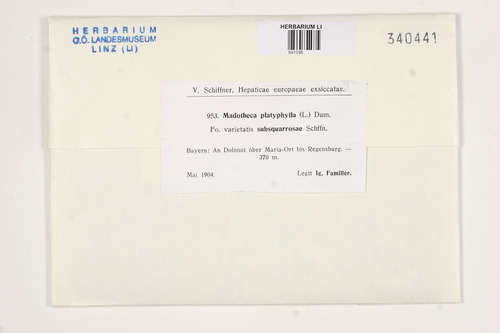 HERBARIUM
O.Ö. LANDESMUSEUM
LINZ (LI)
HERBARIUM LI
340441
V. Schiffner, Hepaticae europaeae exsiccatae.
953. Madotheca platyphylla (L.) Dum.
Fo. varietatis subsquarrosae Schffn.
Bayern: An Dolomit ober Maria-Ort bis Regensburg. —
370 m.
Mai 1904.
Legit Ig. Familler.